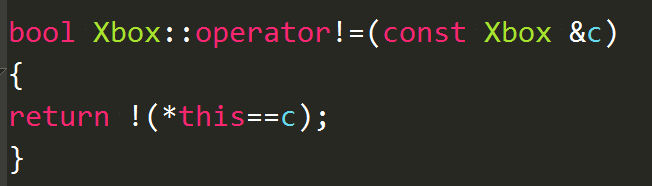 bool Xbox::operator!=(const Xbox &c)
{
return !(*this==c);
}